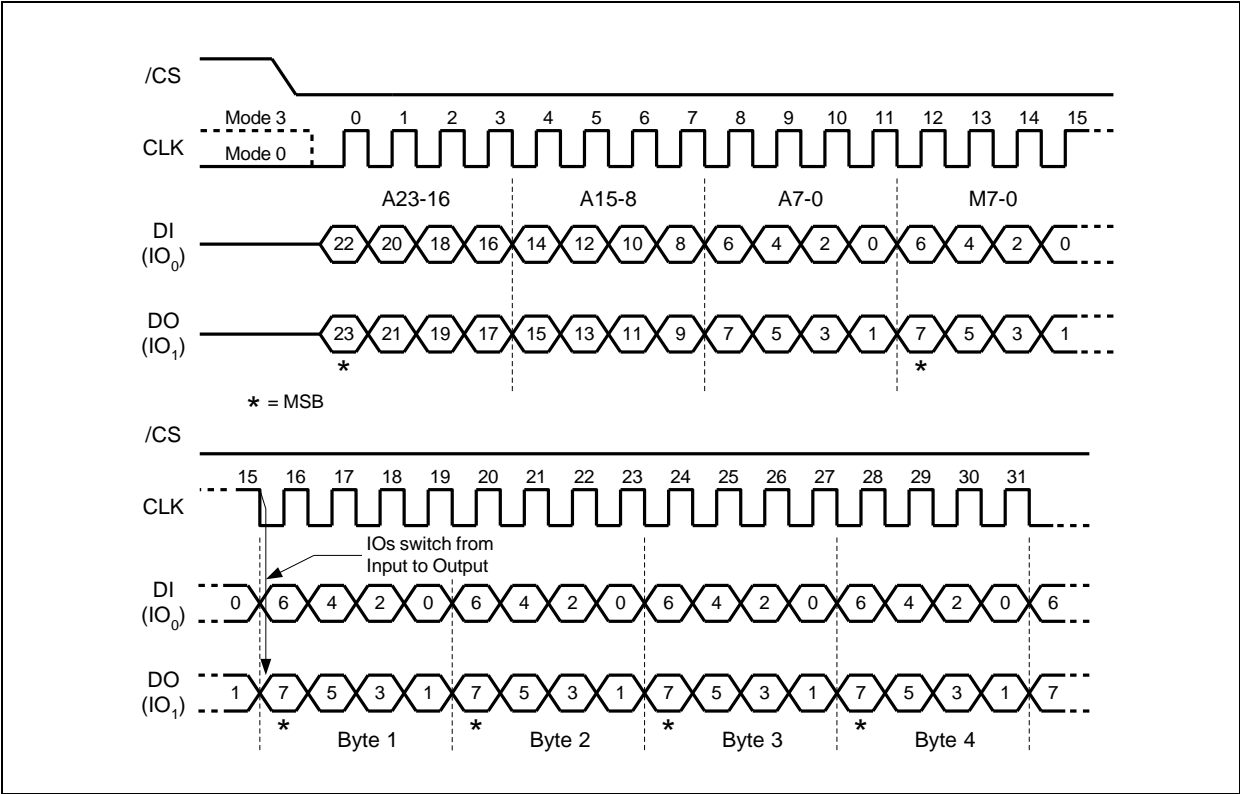 /CS
Mode 3 0 1 2 3 4 5 6 7 8 9 10 11 12 13 14 15
CLK
Mode 0
A23-16 A15-8 A7-0 M7-0
DI
(IO0) 22 20 18 16 14 12 10 8 6 4 2 0 6 4 2 0
DO
(IO1) 23 21 19 17 15 13 11 9 7 5 3 1 7 5 3 1
* *
* = MSB
/CS
15 16 17 18 19 20 21 22 23 24 25 26 27 28 29 30 31
CLK
IOs switch from
Input to Output
DI
(IO0) 0 6 4 2 0 6 4 2 0 6 4 2 0 6 4 2 0 6
DO
(IO1) 1 7 5 3 1 7 5 3 1 7 5 3 1 7 5 3 1 7
* * * *
Byte 1 Byte 2 Byte 3 Byte 4